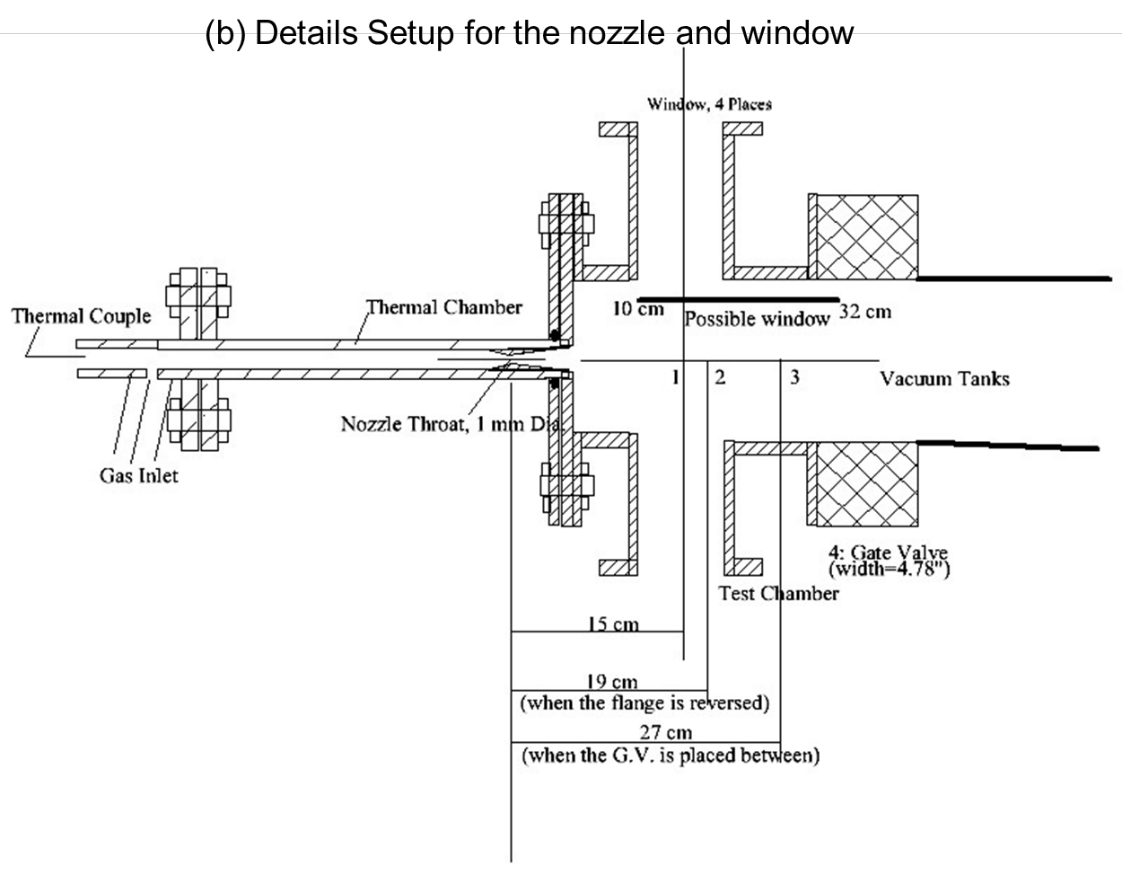 (b) Details Setup for the nozzle and window
Window, 4 Places
Thermal Couple
Thermal Chamber
10 cm
Possible window
32 cm
1
2
3
Vacuum Tanks
Nozzle Throat, 1 mm Dia.
Gas Inlet
4: Gate Valve
(width=4.78")
Test Chamber
15 cm
19 cm
(when the flange is reversed)
27 cm
(when the G.V. is placed between)